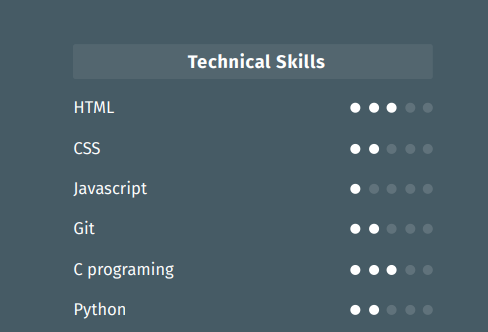 Technical Skills
HTML
CSS
Javascript
Git
C programing
Python